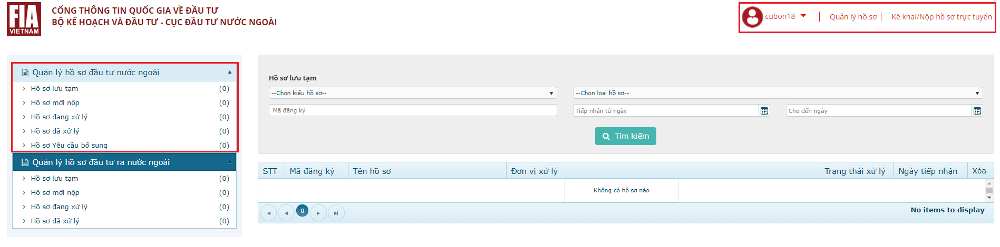 FIA
VIETNAM
CỔNG THÔNG TIN QUỐC GIA VỀ ĐẦU TƯ
BỘ KẾ HOẠCH VÀ ĐẦU TƯ - CỤC ĐẦU TƯ NƯỚC NGOÀI
cubon18
Quản lý hồ sơ
Kê khai/Nộp hồ sơ trực tuyến
Quản lý hồ sơ đầu tư nước ngoài
Hồ sơ lưu tạm (0)
Hồ sơ mới nộp (0)
Hồ sơ đang xử lý (0)
Hồ sơ đã xử lý (0)
Hồ sơ Yêu cầu bổ sung (0)
Quản lý hồ sơ đầu tư ra nước ngoài
Hồ sơ lưu tạm (0)
Hồ sơ mới nộp (0)
Hồ sơ đang xử lý (0)
Hồ sơ đã xử lý (0)
Hồ sơ lưu tạm
--Chọn kiểu hồ sơ-- --Chọn loại hồ sơ--
Mã đăng ký Tiếp nhận từ ngày Cho đến ngày
Tìm kiếm
STT Mã đăng ký Tên hồ sơ Đơn vị xử lý Trạng thái xử lý Ngày tiếp nhận Xóa
Không có hồ sơ nào
0 No items to display